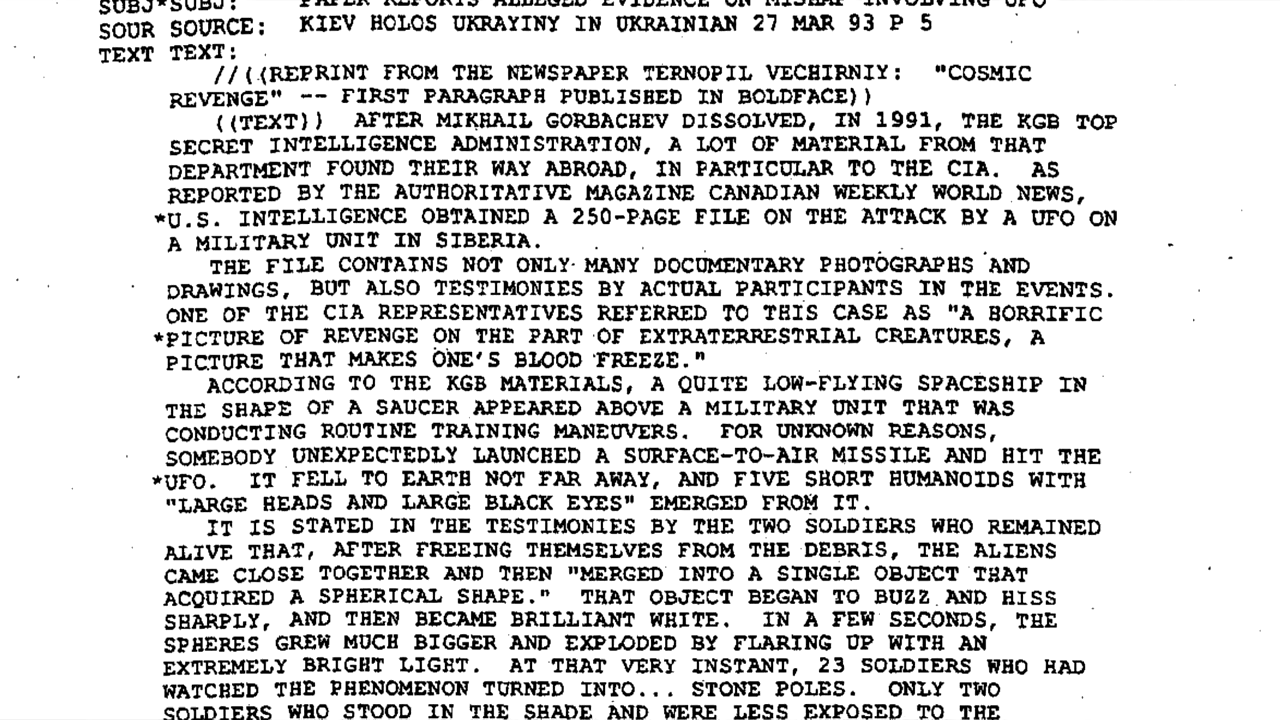 SUBJ*SUBJ: PAPER REPORTS ALLEGED EVIDENCE ON MISHAP INVOLVING UFO
SOUR SOURCE: KIEV HOLOS UKRAYINY IN UKRAINIAN 27 MAR 93 P 5
TEXT TEXT:
//((REPRINT FROM THE NEWSPAPER TERNOPIL VECHIRNIY: "COSMIC
REVENGE" -- FIRST PARAGRAPH PUBLISHED IN BOLDFACE))
((TEXT)) AFTER MIKHAIL GORBACHEV DISSOLVED, IN 1991, THE KGB TOP
SECRET INTELLIGENCE ADMINISTRATION, A LOT OF MATERIAL FROM THAT
DEPARTMENT FOUND THEIR WAY ABROAD, IN PARTICULAR TO THE CIA. AS
REPORTED BY THE AUTHORITATIVE MAGAZINE CANADIAN WEEKLY WORLD NEWS,
*U.S. INTELLIGENCE OBTAINED A 250-PAGE FILE ON THE ATTACK BY A UFO ON
A MILITARY UNIT IN SIBERIA.
THE FILE CONTAINS NOT ONLY MANY DOCUMENTARY PHOTOGRAPHS AND
DRAWINGS, BUT ALSO TESTIMONIES BY ACTUAL PARTICIPANTS IN THE EVENTS.
ONE OF THE CIA REPRESENTATIVES REFERRED TO THIS CASE AS "A HORRIFIC
*PICTURE OF REVENGE ON THE PART OF EXTRATERRESTRIAL CREATURES, A
PICTURE THAT MAKES ONE'S BLOOD FREEZE."
ACCORDING TO THE KGB MATERIALS, A QUITE LOW-FLYING SPACESHIP IN
THE SHAPE OF A SAUCER APPEARED ABOVE A MILITARY UNIT THAT WAS
CONDUCTING ROUTINE TRAINING MANEUVERS. FOR UNKNOWN REASONS,
SOMEBODY UNEXPECTEDLY LAUNCHED A SURFACE-TO-AIR MISSILE AND HIT THE
*UFO. IT FELL TO EARTH NOT FAR AWAY, AND FIVE SHORT HUMANOIDS WITH
"LARGE HEADS AND LARGE BLACK EYES" EMERGED FROM IT.
IT IS STATED IN THE TESTIMONIES BY THE TWO SOLDIERS WHO REMAINED
ALIVE THAT, AFTER FREEING THEMSELVES FROM THE DEBRIS, THE ALIENS
CAME CLOSE TOGETHER AND THEN "MERGED INTO A SINGLE OBJECT THAT
ACQUIRED A SPHERICAL SHAPE." THAT OBJECT BEGAN TO BUZZ AND HISS
SHARPLY, AND THEN BECAME BRILLIANT WHITE. IN A FEW SECONDS, THE
SPHERES GREW MUCH BIGGER AND EXPLODED BY FLARING UP WITH AN
EXTREMELY BRIGHT LIGHT. AT THAT VERY INSTANT, 23 SOLDIERS WHO HAD
WATCHED THE PHENOMENON TURNED INTO... STONE POLES. ONLY TWO
SOLDIERS WHO STOOD IN THE SHADE AND WERE LESS EXPOSED TO THE